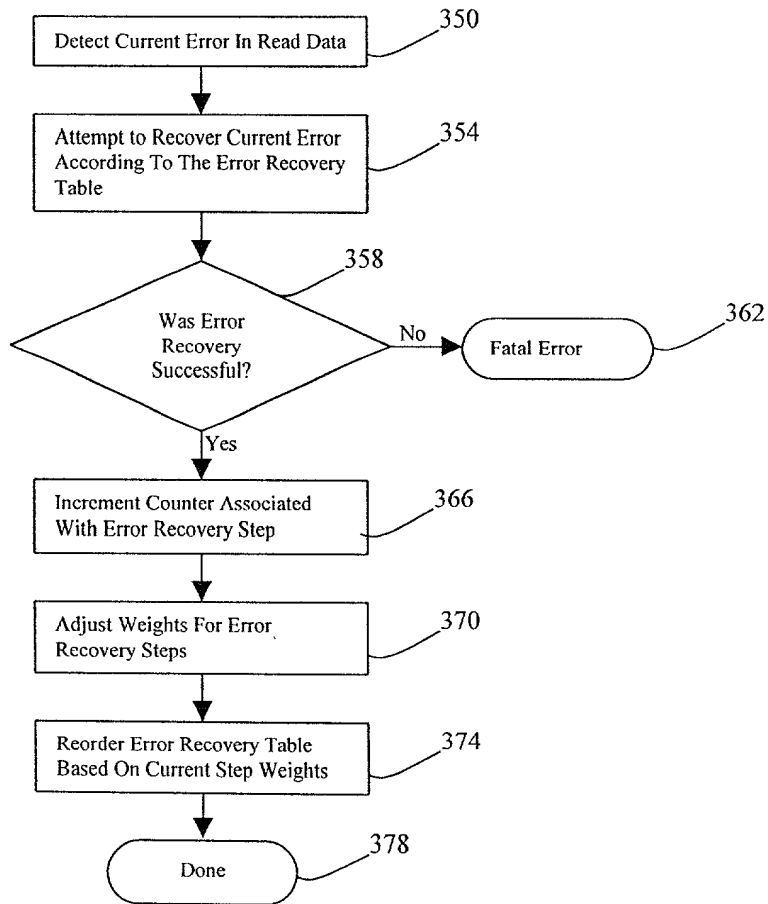 350
Detect Current Error In Read Data
Attempt to Recover Current Error
According To The Error Recovery
Table
354
358
Was Error
Recovery
Successful?
No
Fatal Error
362
Yes
Increment Counter Associated
With Error Recovery Step
366
Adjust Weights For Error
Recovery Steps
370
Reorder Error Recovery Table
Based On Current Step Weights
374
Done
378